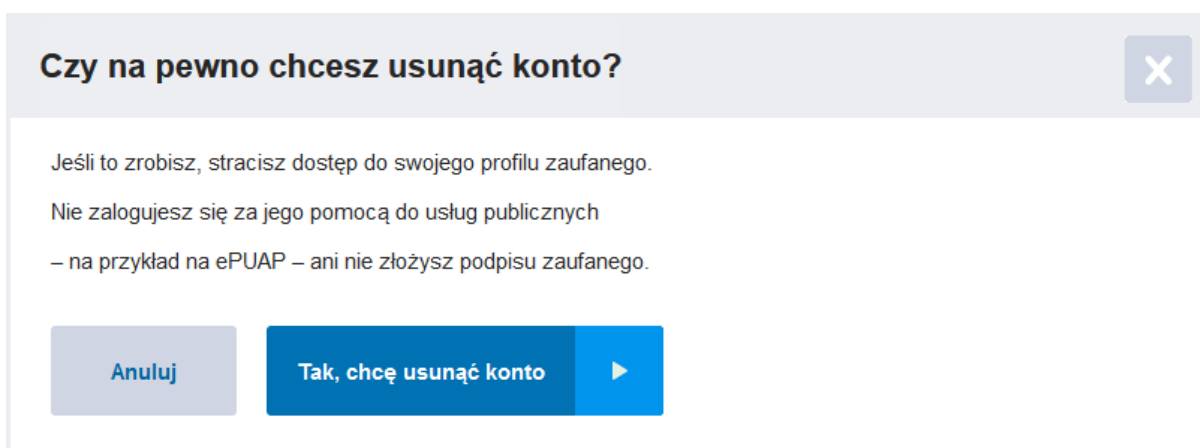 Czy na pewno chcesz usunąć konto?
Jeśli to zrobisz, stracisz dostęp do swojego profilu zaufanego.
Nie zalogujesz się za jego pomocą do usług publicznych
– na przykład na ePUAP – ani nie złożysz podpisu zaufanego.
Anuluj
Tak, chcę usunąć konto